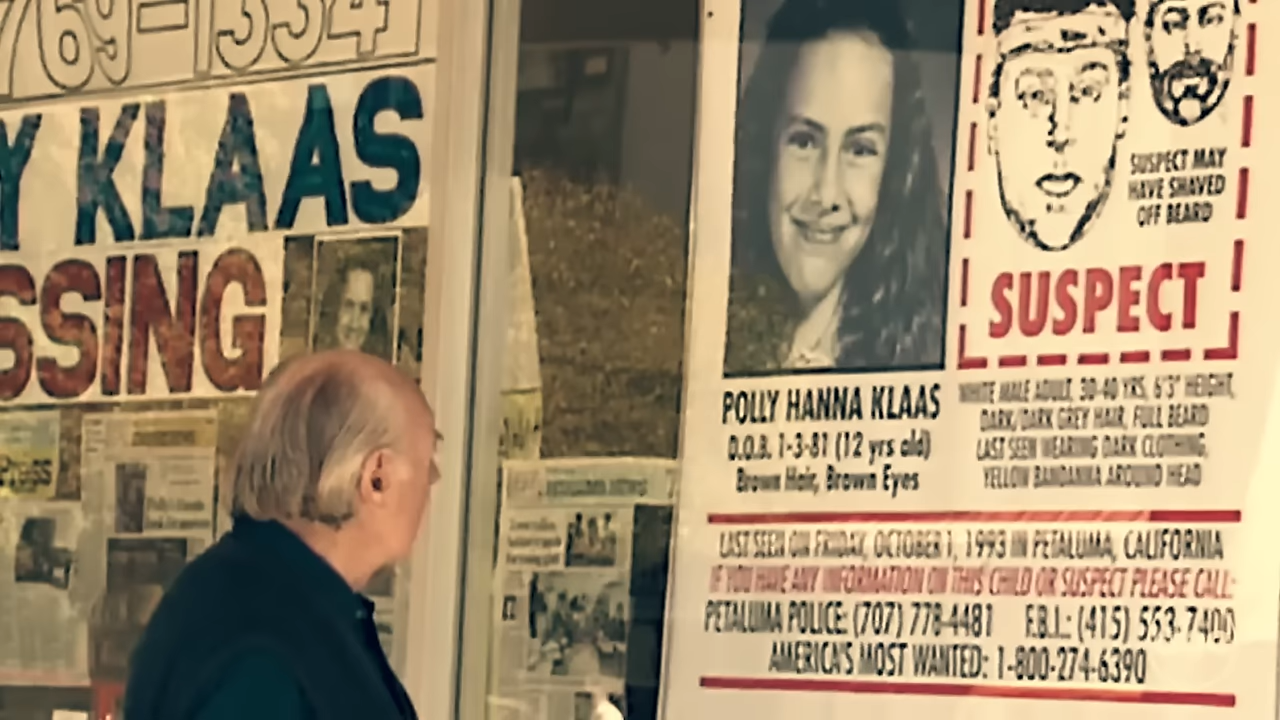 769-1334
Y KLAAS
SSING
Press
SUSPECT MAY
HAVE SHAVED
OFF BEARD
SUSPECT
POLLY HANNA KLAAS
D.O.B. 1-3-81 (12 yrs old)
Brown Hair, Brown Eyes
WHITE MALE ADULT, 30-40 YRS, 6'3" HEIGHT,
DARK/DARK GREY HAIR, FULL BEARD
LAST SEEN WEARING DARK CLOTHING,
YELLOW BANDANNA AROUND HEAD
LAST SEEN ON FRIDAY, OCTOBER 1, 1993 IN PETALUMA, CALIFORNIA
IF YOU HAVE ANY INFORMATION ON THIS CHILD OR SUSPECT PLEASE CALL:
PETALUMA POLICE: (707) 778-4481 F.B.I.: (415) 553-7400
AMERICA'S MOST WANTED: 1-800-274-6390